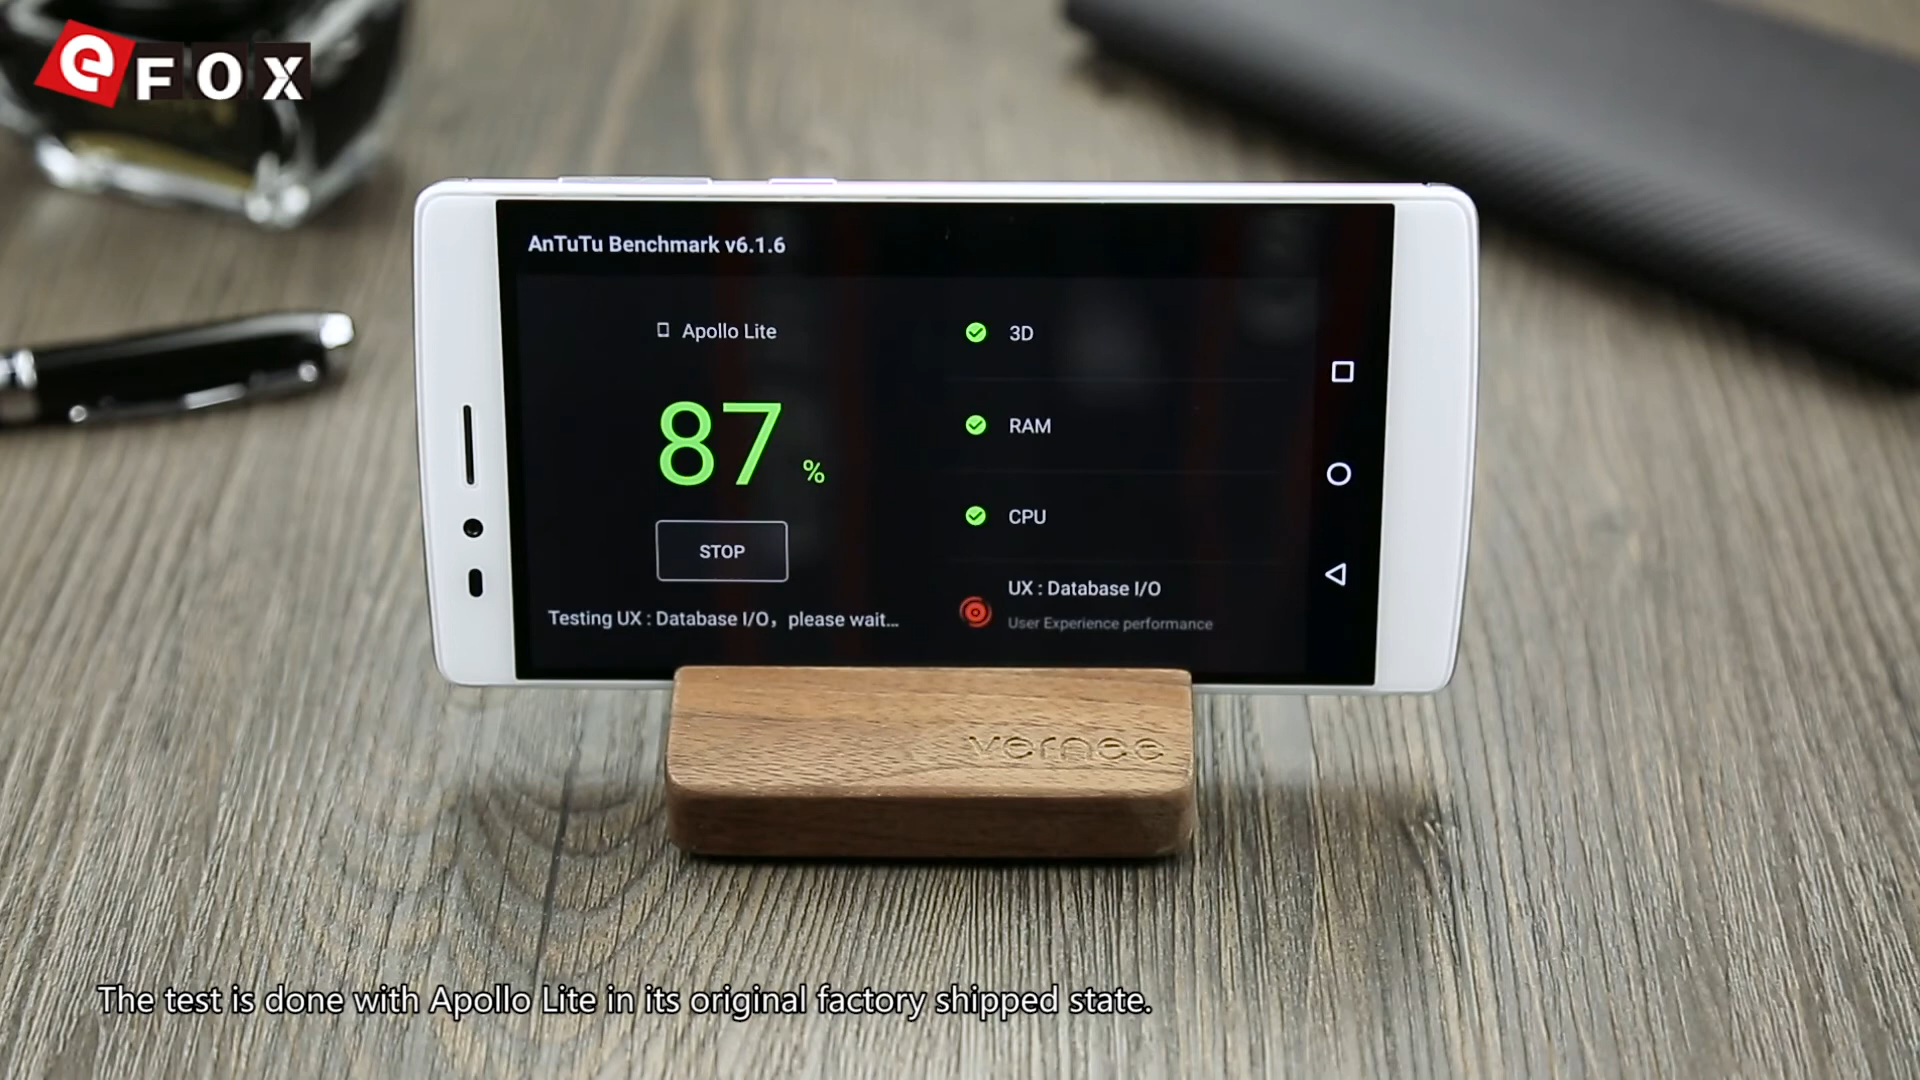 eFOX
AnTuTu Benchmark v6.1.6
Apollo Lite
87 %
STOP
Testing UX : Database I/O, please wait...
3D
RAM
CPU
UX : Database I/O
User Experience performance
vernee
The test is done with Apollo Lite in its original factory shipped state.